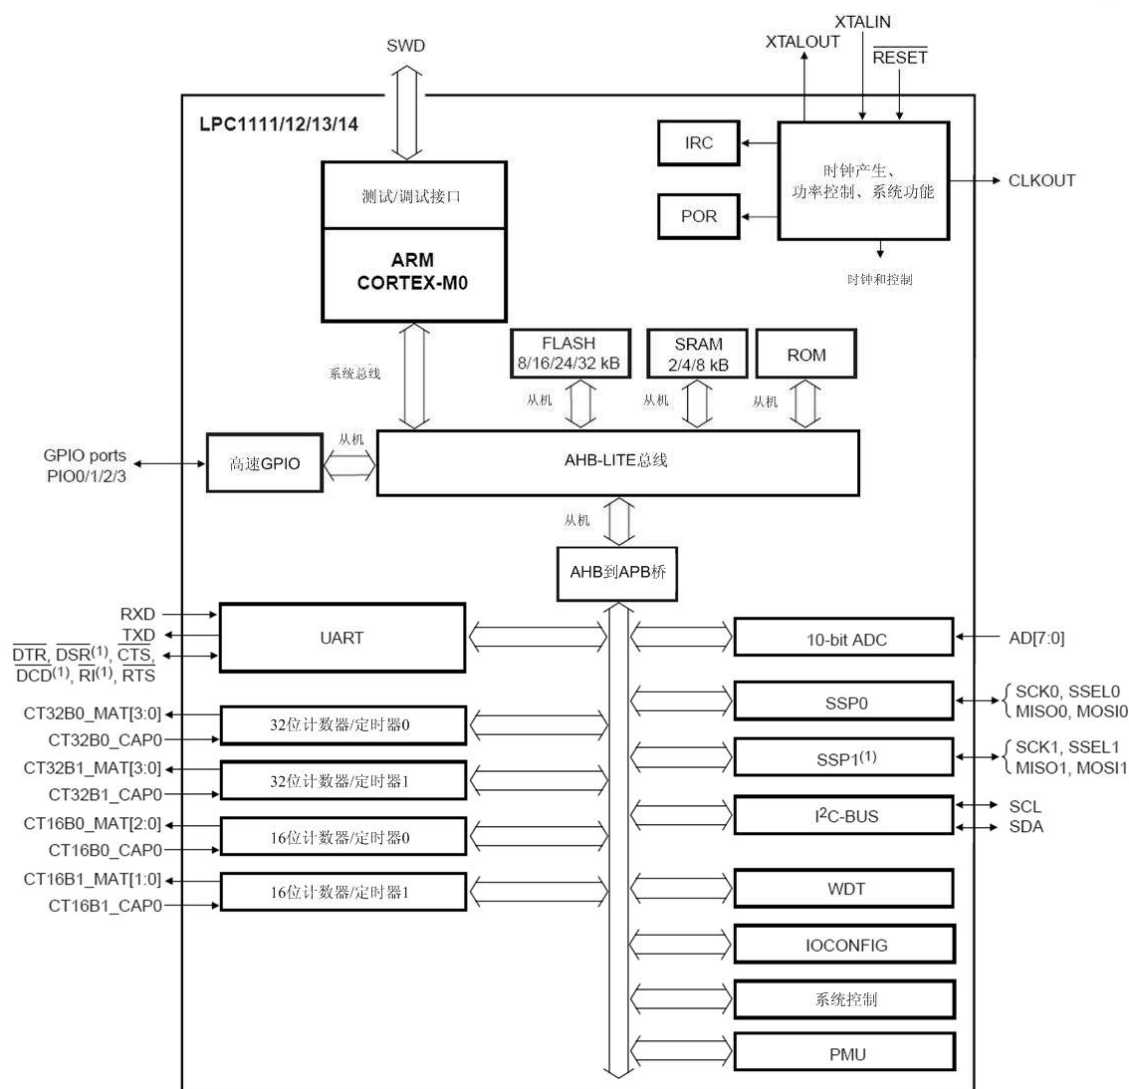 XTALIN
XTALOUT
RESET
SWD
LPC1111/12/13/14
IRC
POR
时钟产生、
功率控制、系统功能
CLKOUT
时钟和控制
测试/调试接口
ARM
CORTEX-M0
系统总线
FLASH
8/16/24/32 kB
SRAM
2/4/8 kB
ROM
从机
从机
从机
GPIO ports
PIO0/1/2/3
高速GPIO
从机
AHB-LITE总线
从机
AHB到APB桥
RXD
TXD
DTR, DSR(1), CTS,
DCD(1), RI(1), RTS
UART
10-bit ADC
AD[7:0]
CT32B0_MAT[3:0]
CT32B0_CAP0
32位计数器/定时器0
SSP0
SCK0, SSEL0
MISO0, MOSI0
CT32B1_MAT[3:0]
CT32B1_CAP0
32位计数器/定时器1
SSP1(1)
SCK1, SSEL1
MISO1, MOSI1
CT16B0_MAT[2:0]
CT16B0_CAP0
16位计数器/定时器0
I2C-BUS
SCL
SDA
CT16B1_MAT[1:0]
CT16B1_CAP0
16位计数器/定时器1
WDT
IOCONFIG
系统控制
PMU